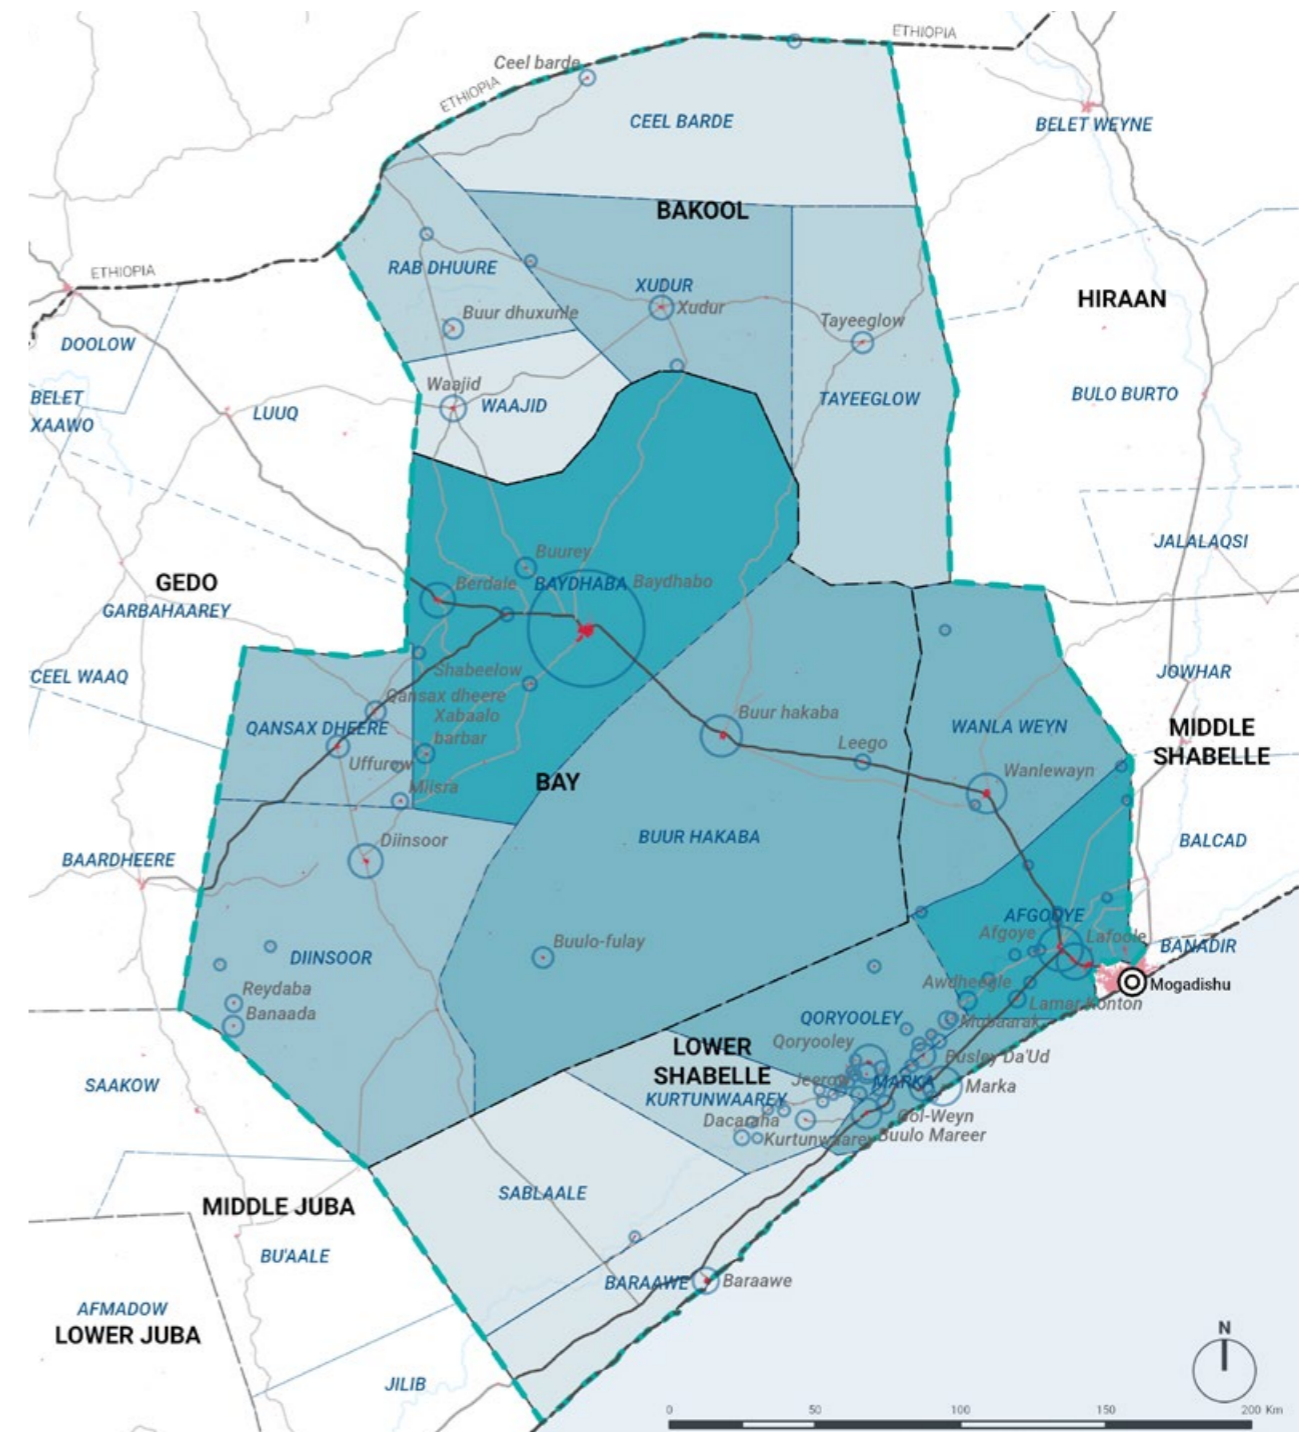 ETHIOPIA
Ceel barde
ETHIOPIA
CEEL BARDE
BELET WEYNE
BAKOOL
RAB DHUURE
ETHIOPIA
XUDUR
Xudur
HIRAAN
Buur dhuxunle
Tayeeglow
DOOLOW
Waajid
WAAJID
TAYEEGLOW
BULO BURTO
BELET
XAAWO
LUUQ
JALALAQSI
Buurey
GEDO
Berdale
BAYDHABA
Baydhabo
GARBAHAAREY
Shabeelow
JOWHAR
CEEL WAAQ
Qansax dheere
QANSAX DHEERE
Xabaalo
barbar
Buur hakaba
WANLA WEYN
MIDDLE
SHABELLE
Leego
Uffurow
Wanlewayn
Miisra
BAY
BUUR HAKABA
Diinsoor
BALCAD
BAARDHEERE
AFGOOYE
Afgoye
Lafoole
BANADIR
Buulo-fulay
DIINSOOR
Awdheegle
Mogadishu
Reydaba
Lamar Konton
Banaada
QORYOOLEY
Mubaarak
Qoryooley
LOWER
SHABELLE
Busley Da'Ud
SAAKOW
Jeerow
MARKA
Marka
KURTUNWAAREY
Gol-Weyn
Dacaraha
Kurtunwaarey
Buulo Mareer
SABLAALE
MIDDLE JUBA
BU'AALE
BARAAWE
Baraawe
AFMADOW
LOWER JUBA
N
JILIB
0 50 100 150 200 Km